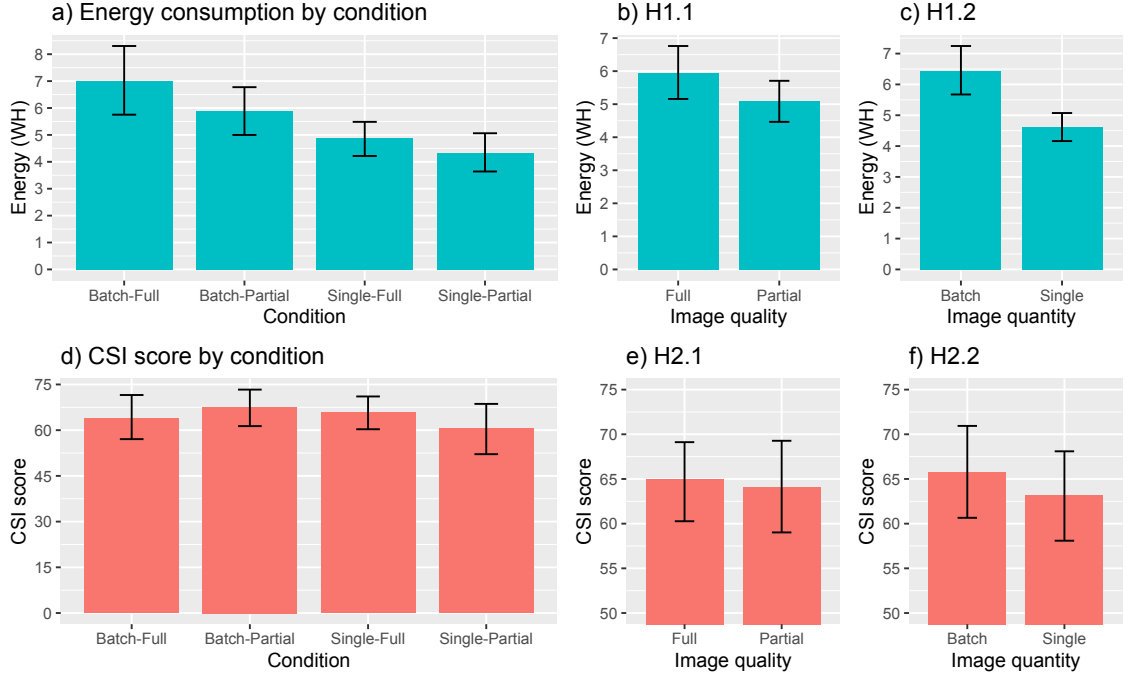 a) Energy consumption by condition
Energy (WH)
8
7
6
5
4
3
2
1
0
Batch-Full Batch-Partial Single-Full Single-Partial
Condition
b) H1.1
Energy (WH)
7
6
5
4
3
2
1
0
Full Partial
Image quality
c) H1.2
Energy (WH)
7
6
5
4
3
2
1
0
Batch Single
Image quantity
d) CSI score by condition
CSI score
75
60
45
30
15
0
Batch-Full Batch-Partial Single-Full Single-Partial
Condition
e) H2.1
CSI score
75
70
65
60
55
50
Full Partial
Image quality
f) H2.2
CSI score
75
70
65
60
55
50
Batch Single
Image quantity